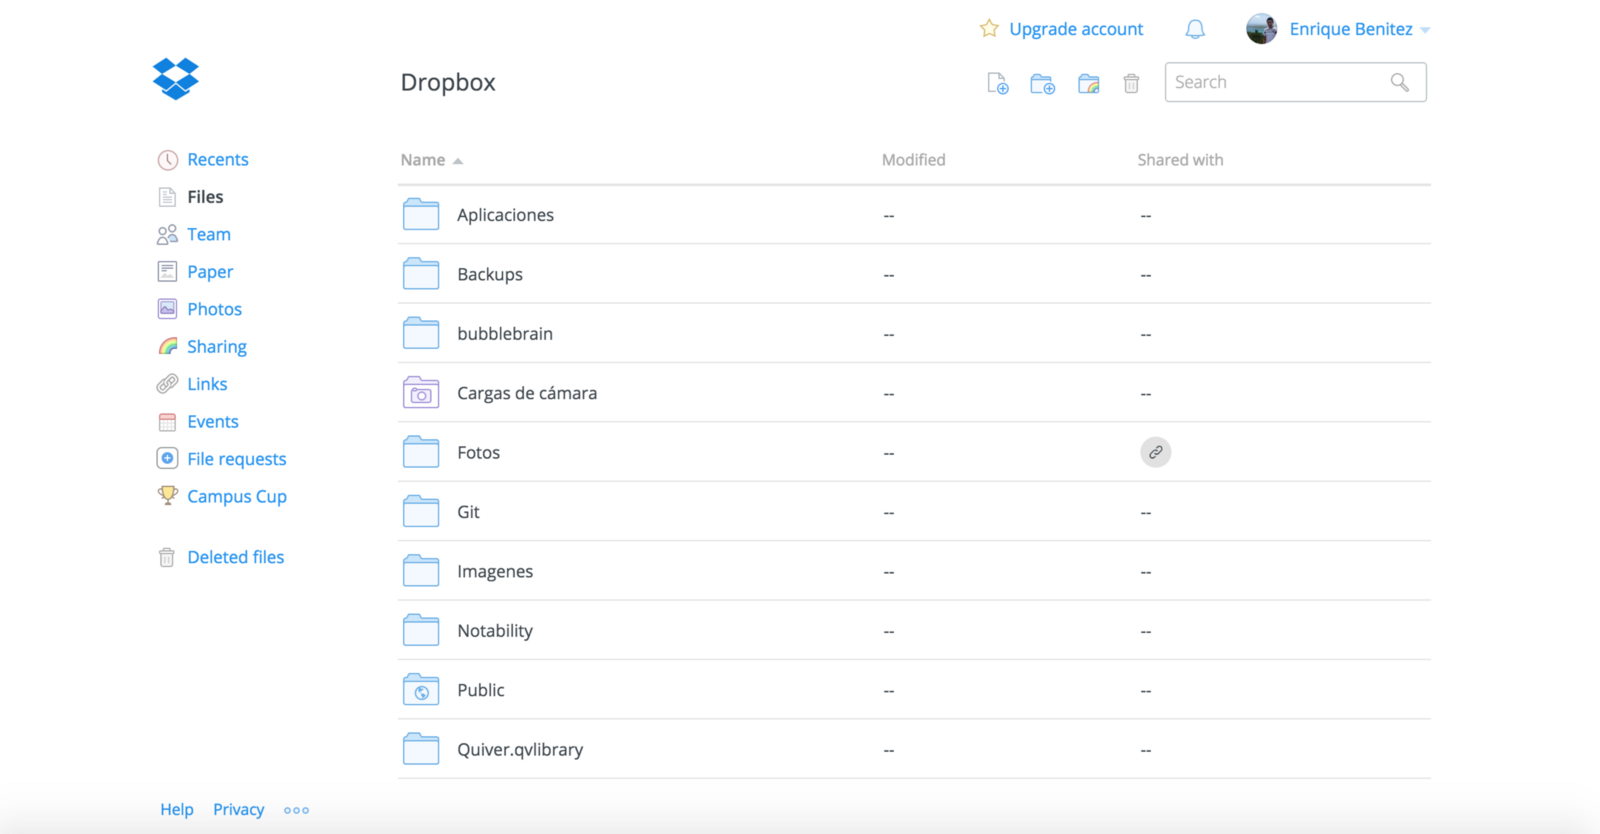 Upgrade account Enrique Benitez
Dropbox Search
Recents
Files
Team
Paper
Photos
Sharing
Links
Events
File requests
Campus Cup
Deleted files
Name Modified Shared with
Aplicaciones -- --
Backups -- --
bubblebrain -- --
Cargas de cámara -- --
Fotos --
Git -- --
Imagenes -- --
Notability -- --
Public -- --
Quiver.qvlibrary -- --
Help Privacy